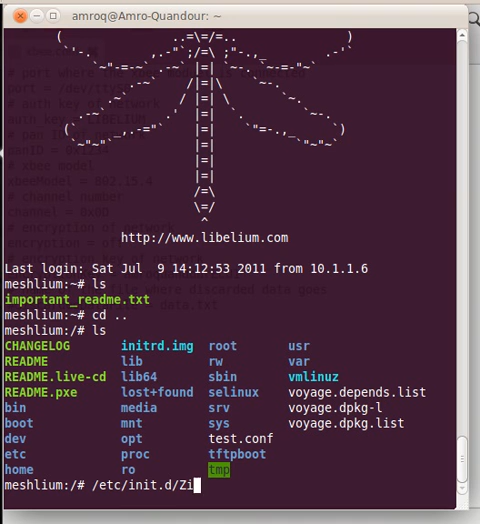 amroq@Amro-Quandour: ~
http://www.libelium.com
Last login: Sat Jul  9 14:12:53 2011 from 10.1.1.6
meshlium:~# ls
important_readme.txt
meshlium:~# cd ..
meshlium:/# ls
CHANGELOG initrd.img root usr
README lib rw var
README.live-cd lib64 sbin vmlinuz
README.pxe lost+found selinux voyage.depends.list
bin media srv voyage.dpkg-l
boot mnt sys voyage.dpkg.list
dev opt test.conf
etc proc tftpboot
home ro tmp
meshlium:/# /etc/init.d/Zi